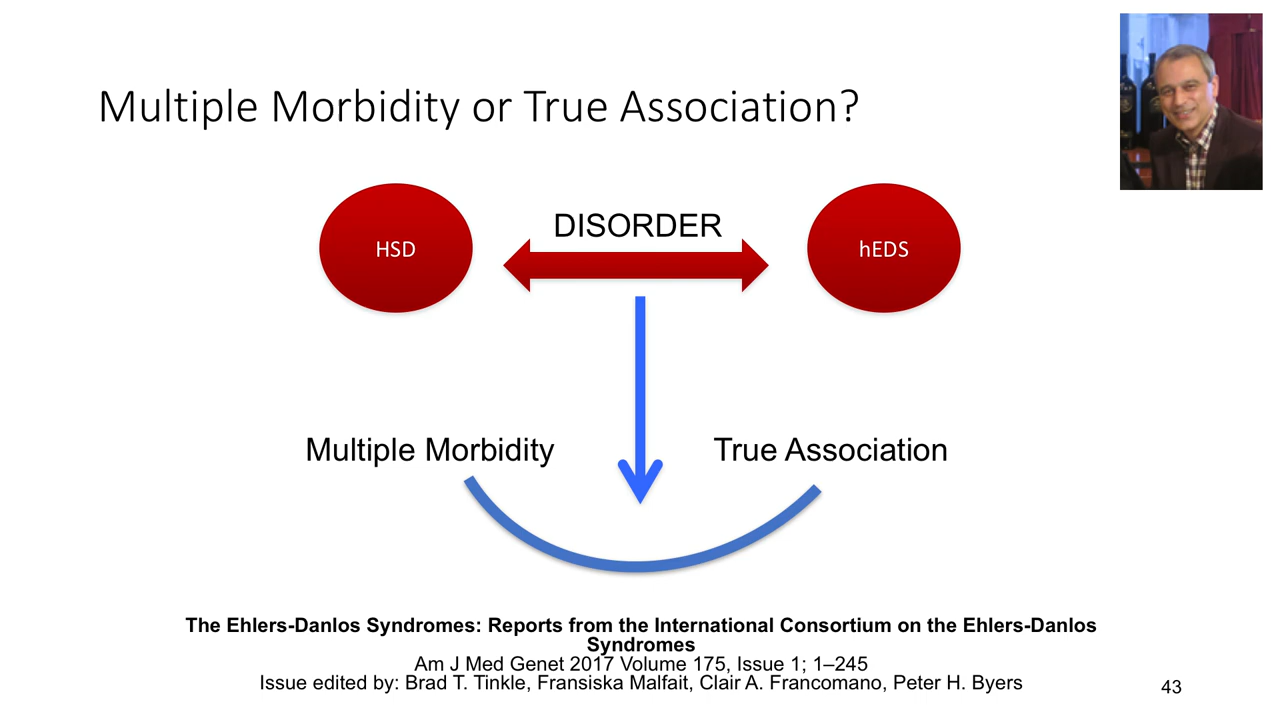 Multiple Morbidity or True Association?
DISORDER
HSD
hEDS
Multiple Morbidity
True Association
The Ehlers-Danlos Syndromes: Reports from the International Consortium on the Ehlers-Danlos
Syndromes
Am J Med Genet 2017 Volume 175, Issue 1; 1–245
Issue edited by: Brad T. Tinkle, Fransiska Malfait, Clair A. Francomano, Peter H. Byers
43